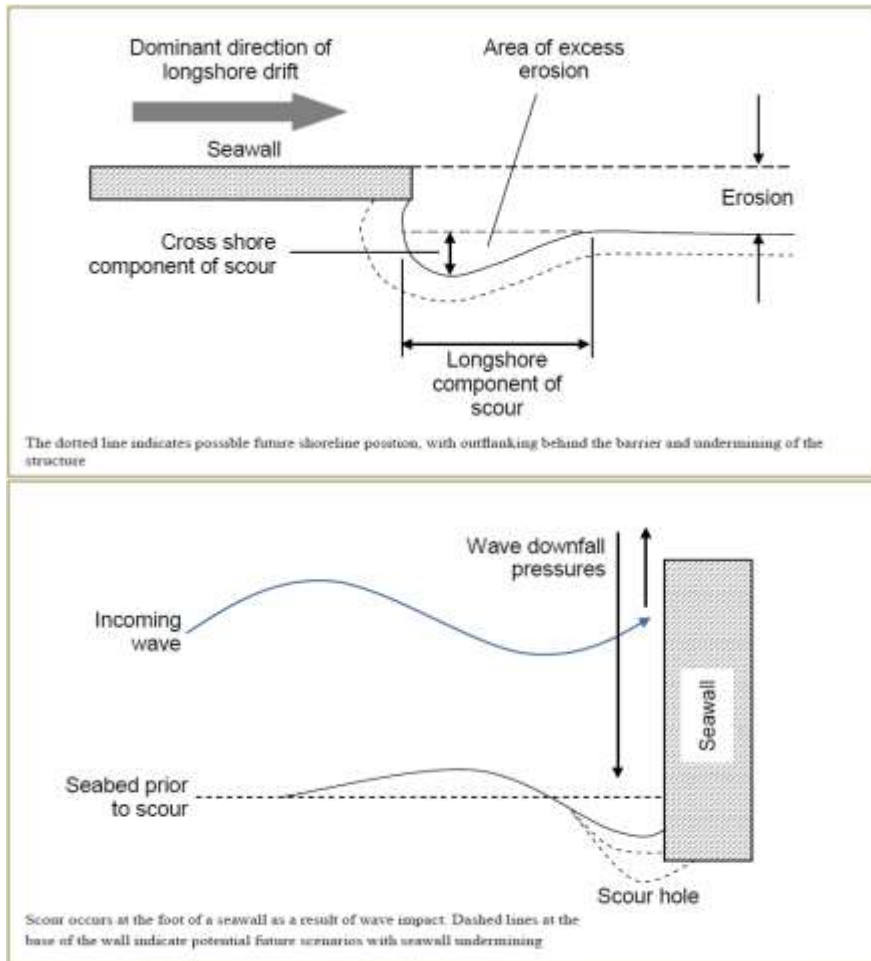 Dominant direction of
longshore drift
Area of excess
erosion
Seawall
Erosion
Cross shore
component of scour
Longshore
component of
scour
The dotted line indicates possible future shoreline position, with outflanking behind the barrier and undermining of the
structure
Wave downfall
pressures
Incoming
wave
Seawall
Seabed prior
to scour
Scour hole
Scour occurs at the foot of a seawall as a result of wave impact. Dashed lines at the
base of the wall indicate potential future scenarios with seawall undermining